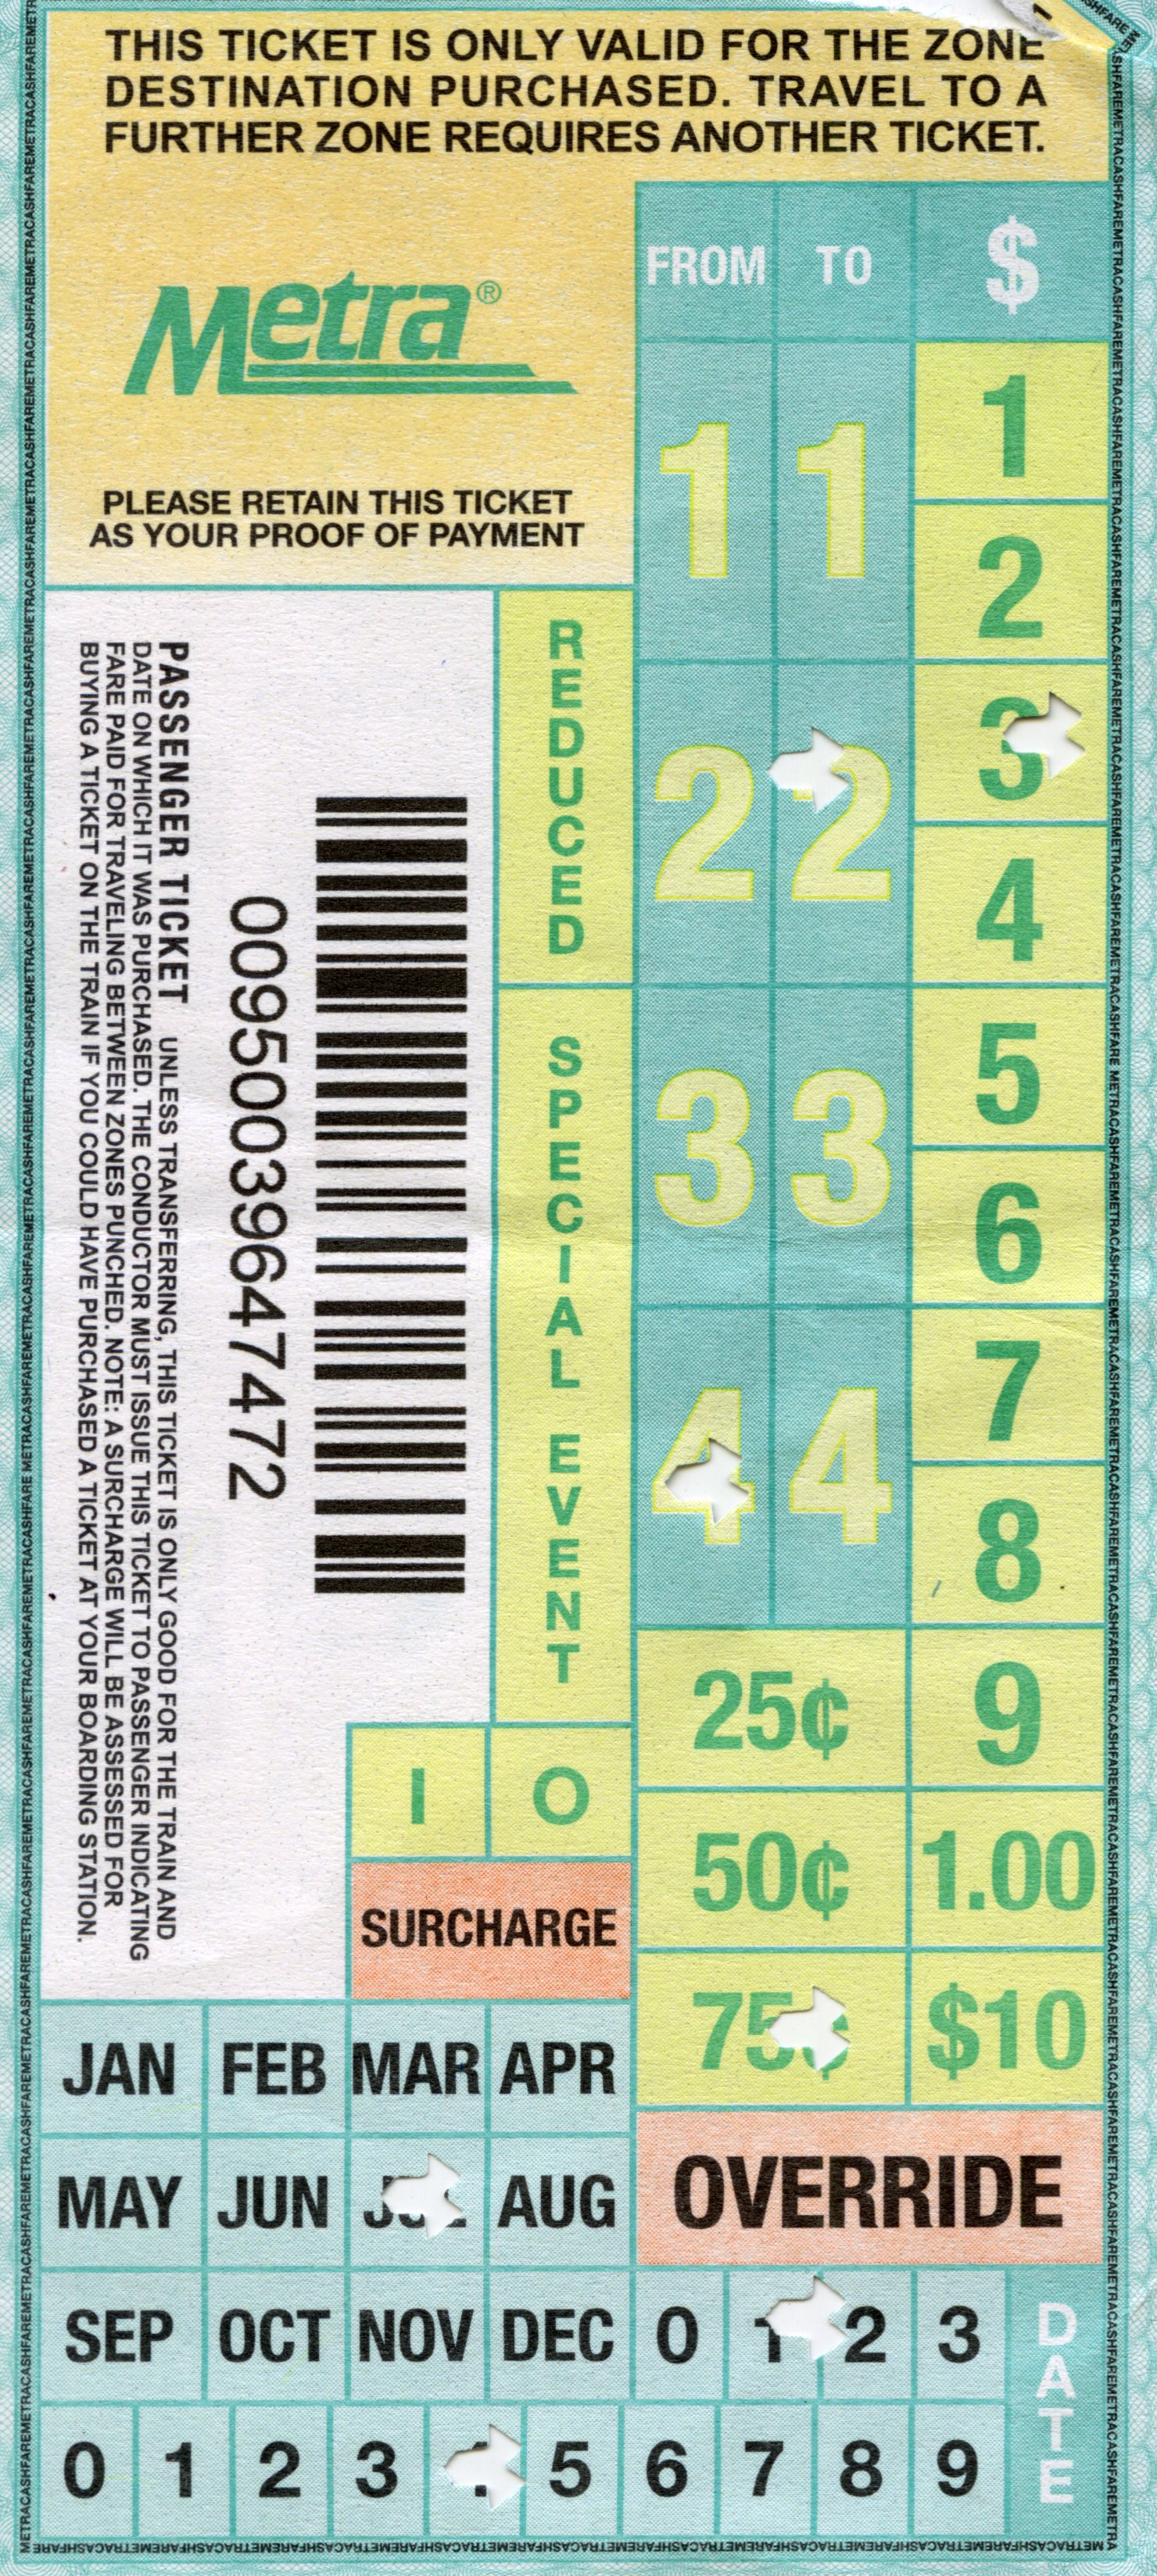 THIS TICKET IS ONLY VALID FOR THE ZONE
DESTINATION PURCHASED. TRAVEL TO A
FURTHER ZONE REQUIRES ANOTHER TICKET.
Metra®
PLEASE RETAIN THIS TICKET
AS YOUR PROOF OF PAYMENT
FROM TO $
1 1 1
2
2 2 3
4
3 3 5
6
4 4 7
8
25¢ 9
50¢ 1.00
75¢ $10
OVERRIDE
REDUCED
SPECIAL EVENT
I O
SURCHARGE
0095003964 7472
PASSENGER TICKET UNLESS TRANSFERRING, THIS TICKET IS ONLY GOOD FOR THE TRAIN AND
DATE ON WHICH IT WAS PURCHASED. THE CONDUCTOR MUST ISSUE THIS TICKET TO PASSENGER INDICATING
FARE PAID FOR TRAVELING BETWEEN ZONES PUNCHED. NOTE: A SURCHARGE WILL BE ASSESSED FOR
BUYING A TICKET ON THE TRAIN IF YOU COULD HAVE PURCHASED A TICKET AT YOUR BOARDING STATION.
JAN FEB MAR APR
MAY JUN JUL AUG
SEP OCT NOV DEC 0 1 2 3
0 1 2 3 4 5 6 7 8 9
DATE
METRACASHFAREMETRACASHFAREMETRACASHFARE